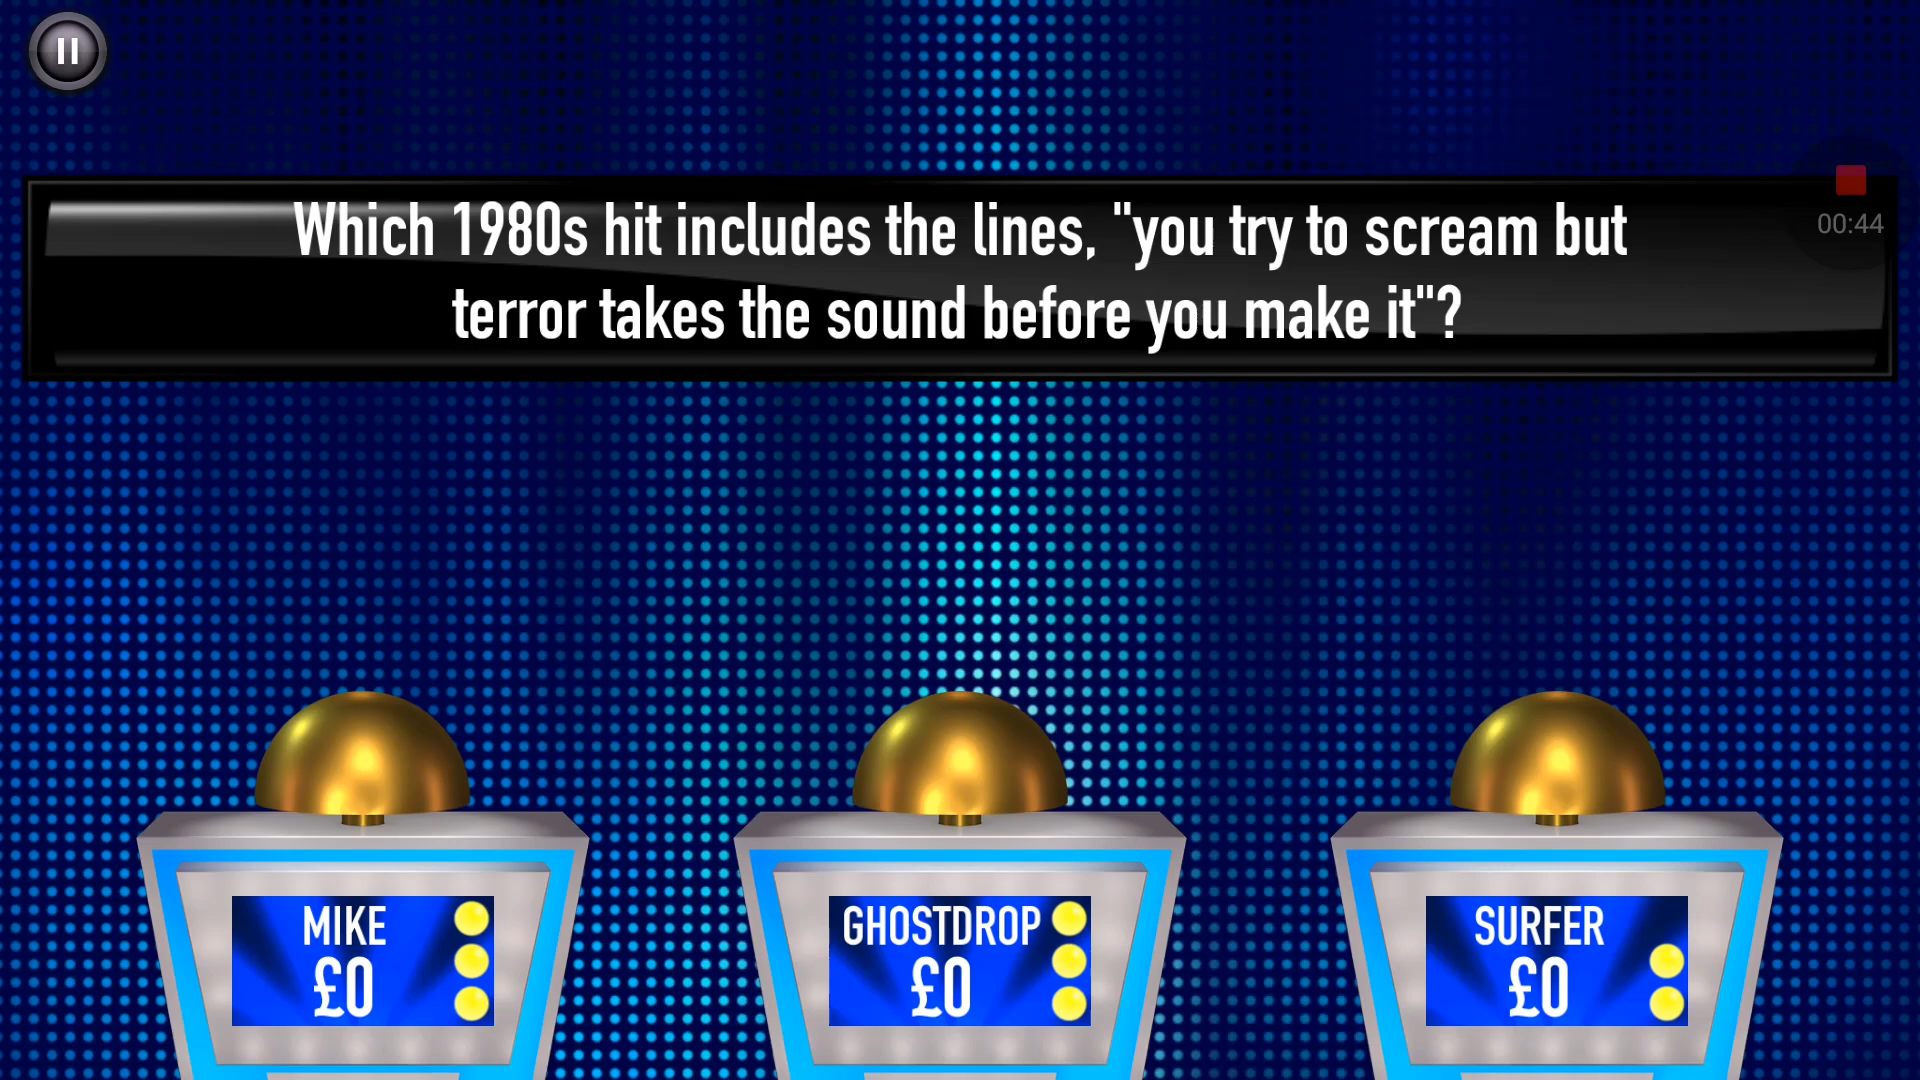 Which 1980s hit includes the lines, "you try to scream but
terror takes the sound before you make it"?
00:44
MIKE
£0
GHOSTDROP
£0
SURFER
£0